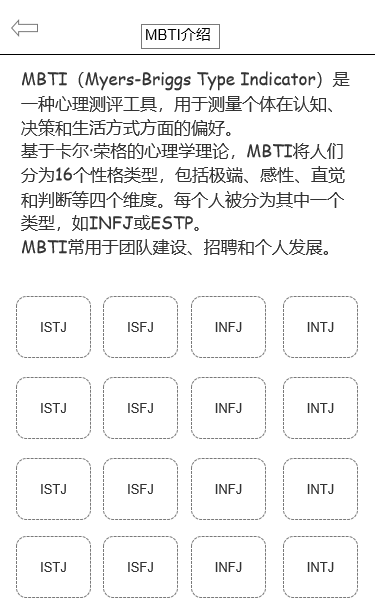 MBTI介绍
MBTI（Myers-Briggs Type Indicator）是
一种心理测评工具，用于测量个体在认知、
决策和生活方式方面的偏好。
基于卡尔·荣格的心理学理论，MBTI将人们
分为16个性格类型，包括极端、感性、直觉
和判断等四个维度。每个人被分为其中一个
类型，如INFJ或ESTP。
MBTI常用于团队建设、招聘和个人发展。
ISTJ ISFJ INFJ INTJ
ISTJ ISFJ INFJ INTJ
ISTJ ISFJ INFJ INTJ
ISTJ ISFJ INFJ INTJ